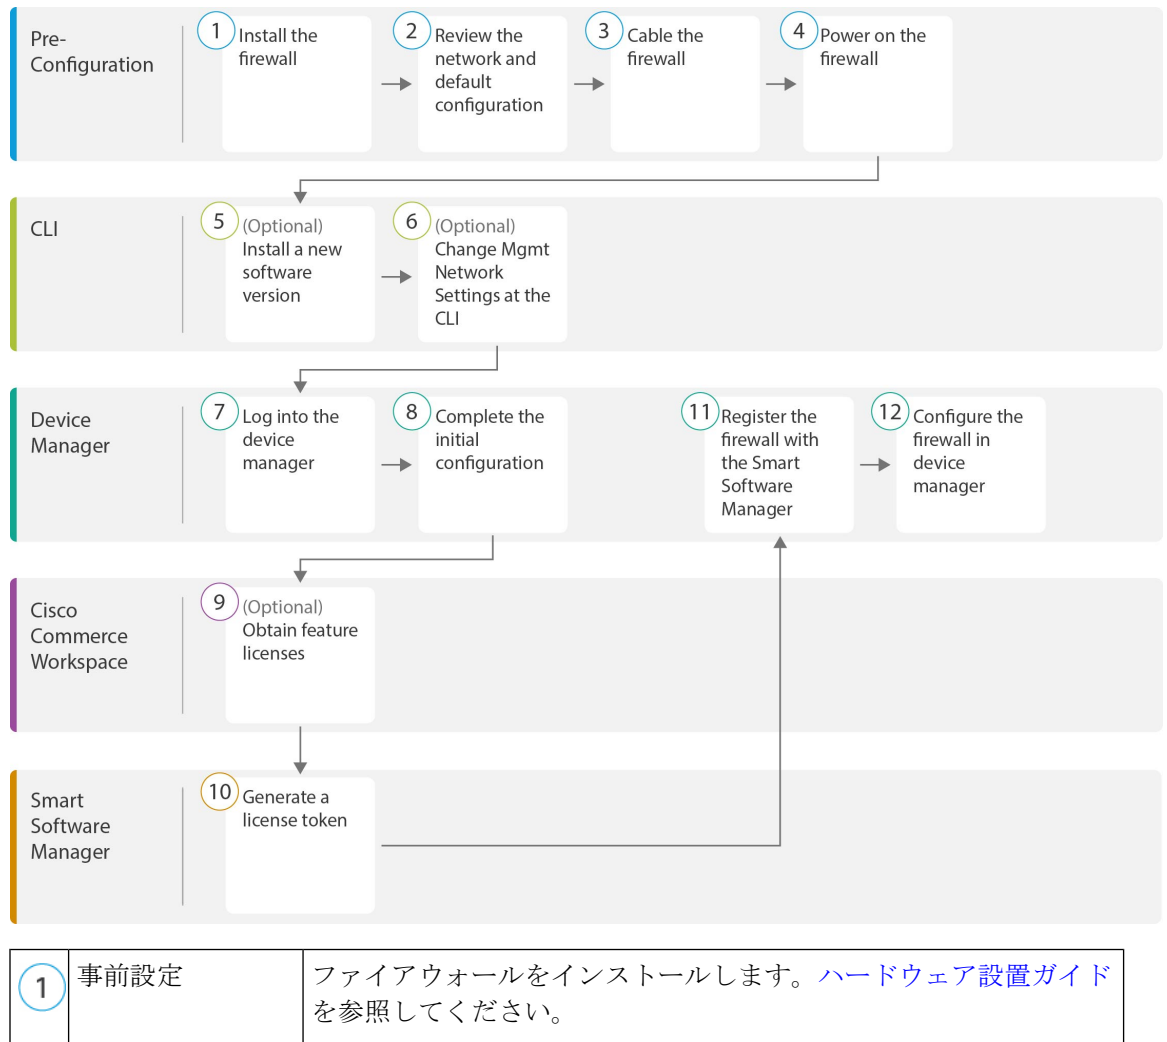 Pre-
Configuration
1
Install the
firewall
2
Review the
network and
default
configuration
3
Cable the
firewall
4
Power on the
firewall
CLI
5
(Optional)
Install a new
software
version
6
(Optional)
Change Mgmt
Network
Settings at the
CLI
Device
Manager
7
Log into the
device
manager
8
Complete the
initial
configuration
11
Register the
firewall with
the Smart
Software
Manager
12
Configure the
firewall in
device
manager
Cisco
Commerce
Workspace
9
(Optional)
Obtain feature
licenses
Smart
Software
Manager
10
Generate a
license token
1
事前設定
ファイアウォールをインストールします。ハードウェア設置ガイド
を参照してください。